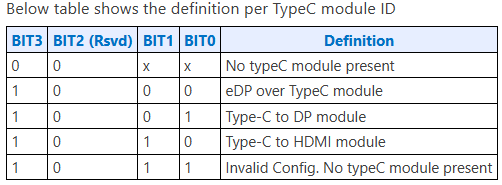 Below table shows the definition per TypeC module ID
BIT3 BIT2 (Rsvd) BIT1 BIT0 Definition
0 0 x x No typeC module present
1 0 0 0 eDP over TypeC module
1 0 0 1 Type-C to DP module
1 0 1 0 Type-C to HDMI module
1 0 1 1 Invalid Config. No typeC module present